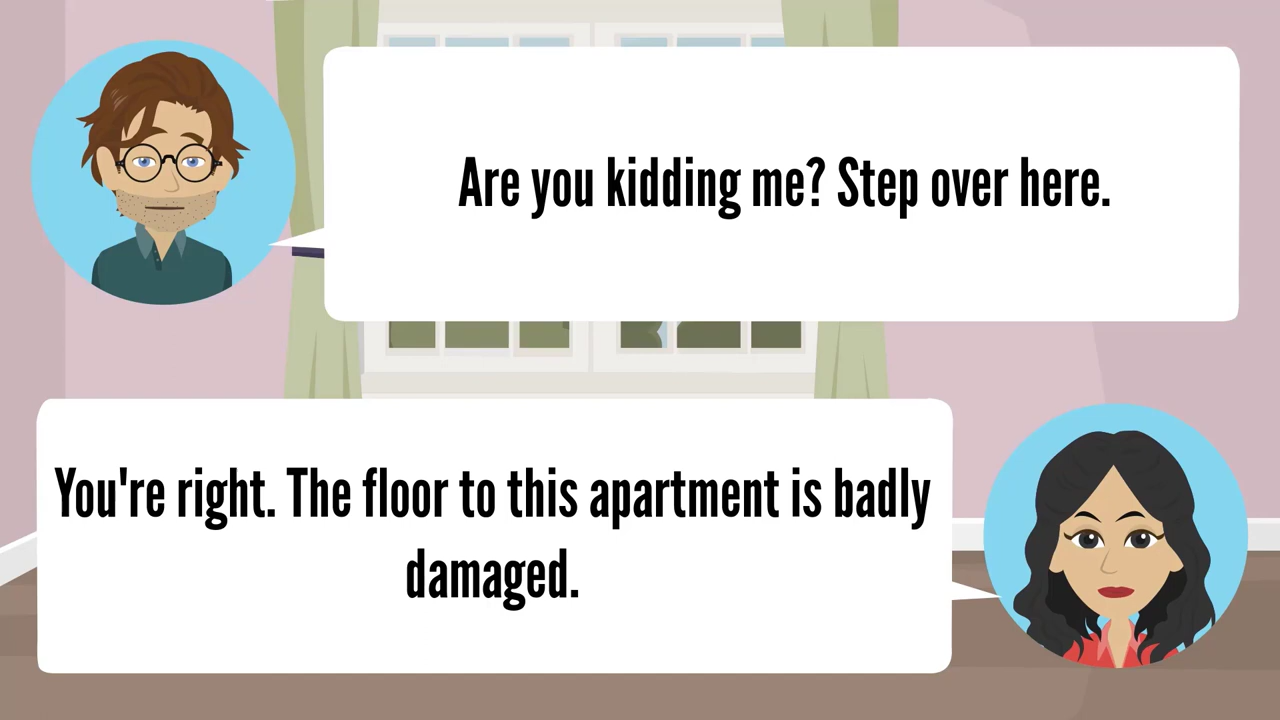 Are you kidding me? Step over here.
You're right. The floor to this apartment is badly
damaged.